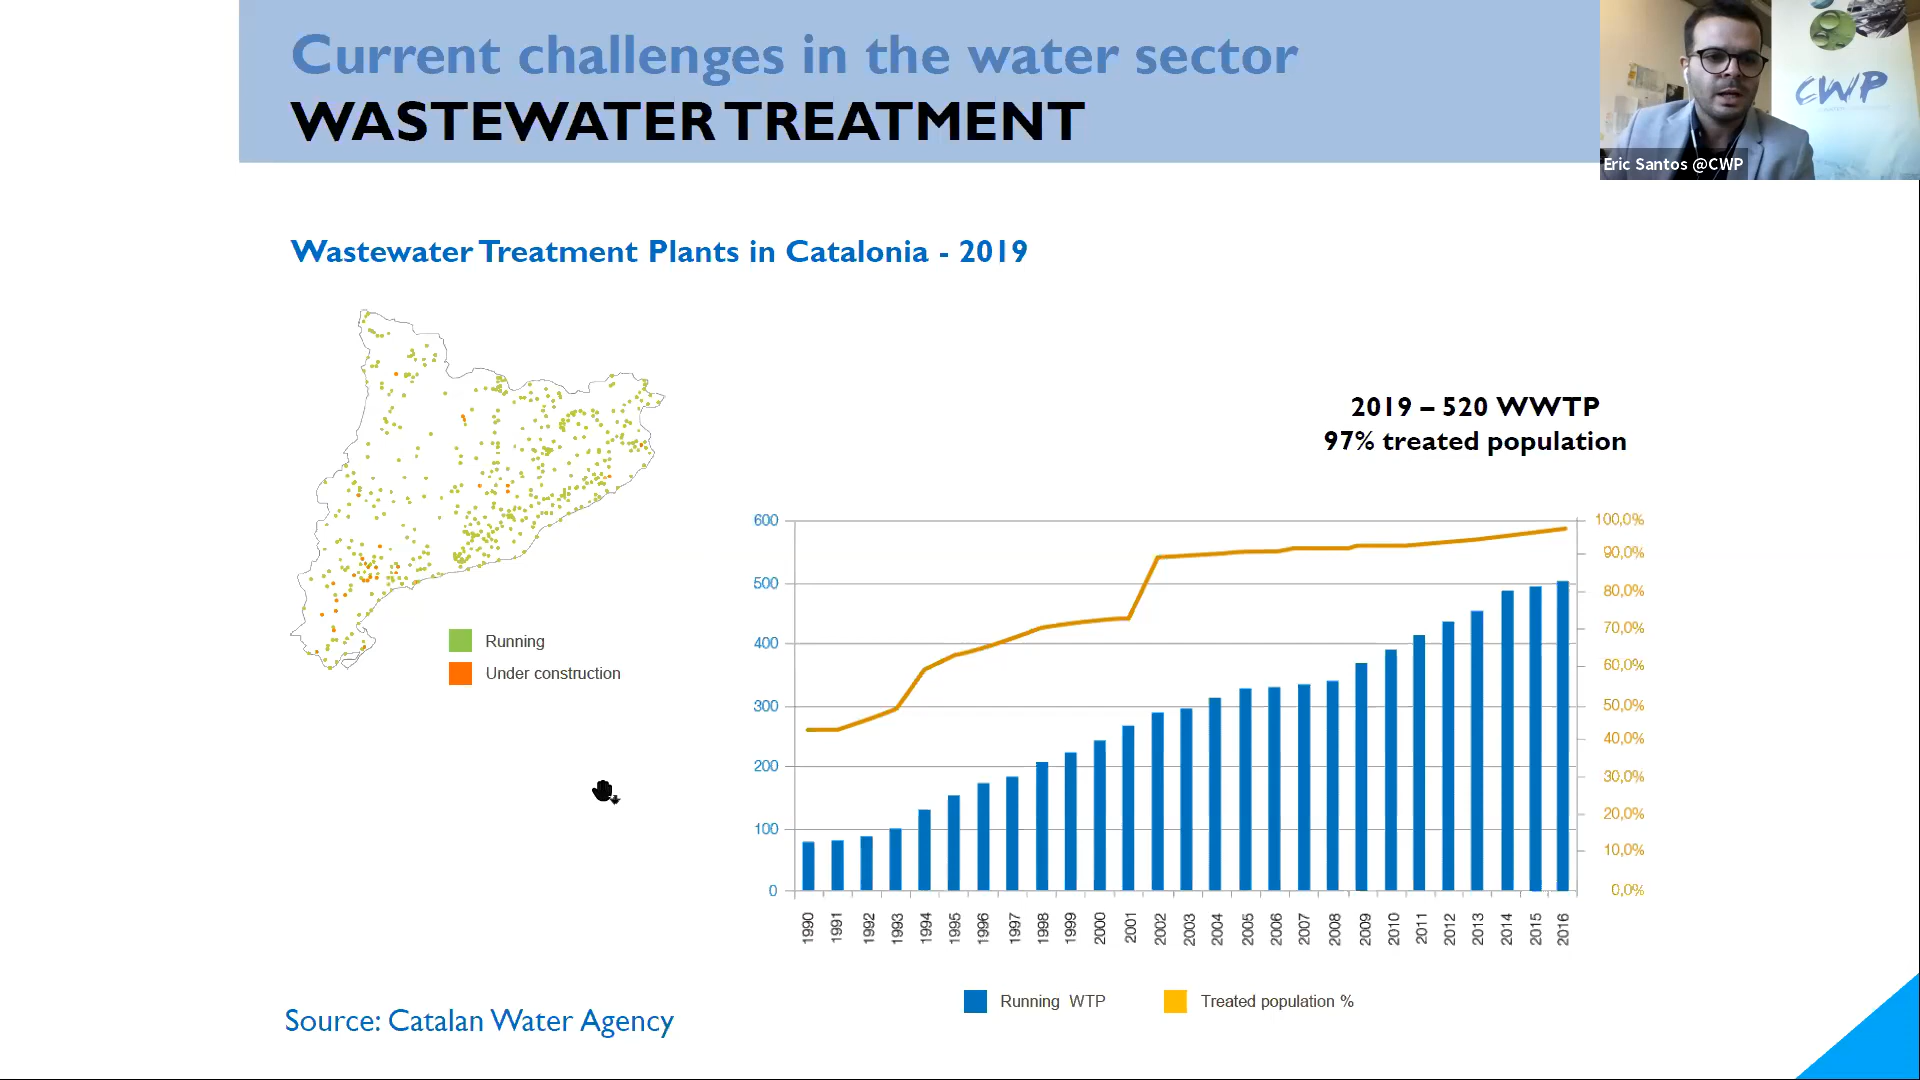 Current challenges in the water sector
WASTEWATER TREATMENT
CWP
Eric Santos @CWP
Wastewater Treatment Plants in Catalonia - 2019
2019 – 520 WWTP
97% treated population
Running
Under construction
600
500
400
300
200
100
0
100,0%
90,0%
80,0%
70,0%
60,0%
50,0%
40,0%
30,0%
20,0%
10,0%
0,0%
1990 1991 1992 1993 1994 1995 1996 1997 1998 1999 2000 2001 2002 2003 2004 2005 2006 2007 2008 2009 2010 2011 2012 2013 2014 2015 2016
Running WTP
Treated population %
Source: Catalan Water Agency